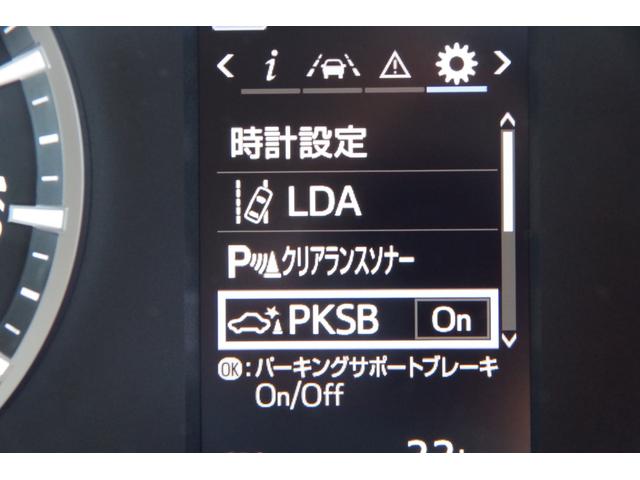 時計設定
LDA
Pクリアランスソナー
PKSB On
OK:パーキングサポートブレーキ
On/Off